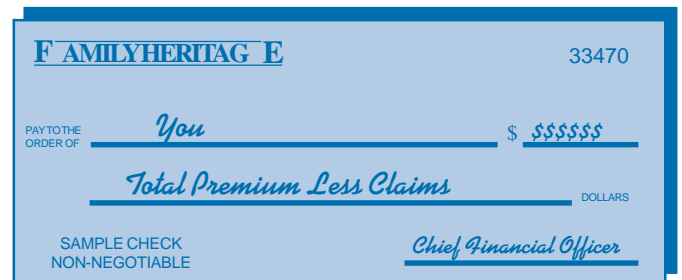 FAMILYHERITAGE
33470
PAY TO THE
ORDER OF
You
$ $$$$$$
Total Premium Less Claims
DOLLARS
SAMPLE CHECK
NON-NEGOTIABLE
Chief Financial Officer